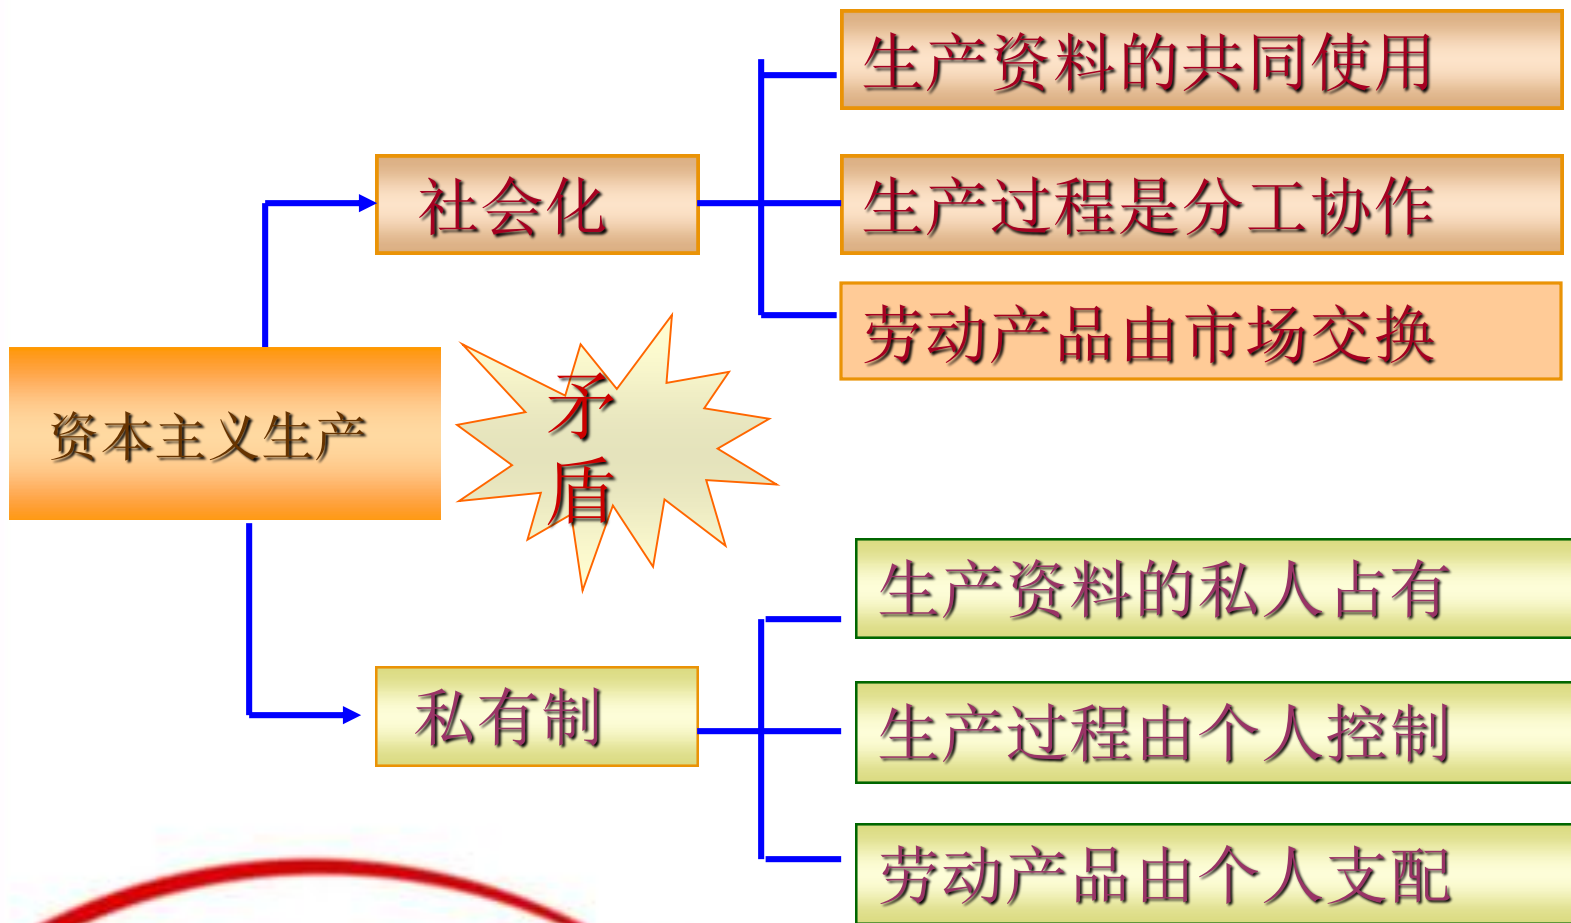 生产资料的共同使用
社会化
生产过程是分工协作
劳动产品由市场交换
资本主义生产
矛
盾
生产资料的私人占有
私有制
生产过程由个人控制
劳动产品由个人支配